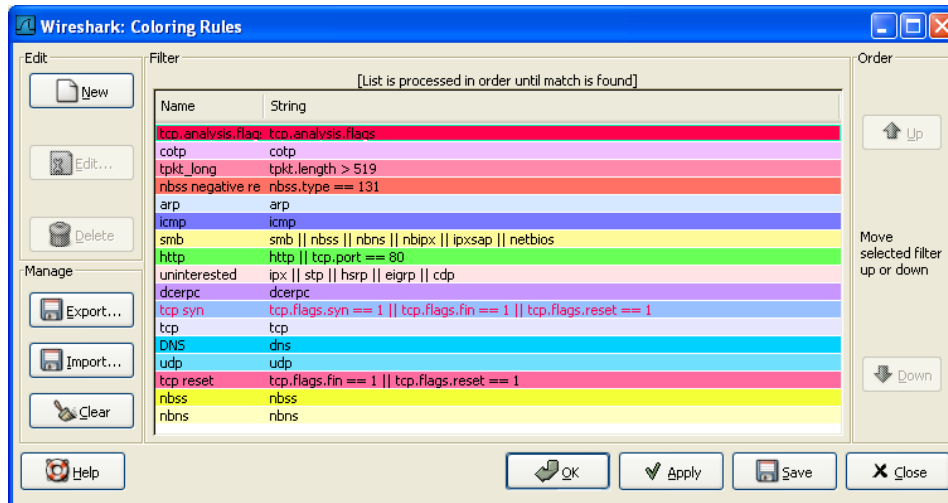 Wireshark: Coloring Rules
Edit
New
Edit...
Delete
Manage
Export...
Import...
Clear
Filter
[List is processed in order until match is found]
Name String
tcp.analysis.flag: tcp.analysis.flags
cotp cotp
tpkt_long tpkt.length > 519
nbss negative re nbss.type == 131
arp arp
icmp icmp
smb smb || nbss || nbns || nbipx || ipxsap || netbios
http http || tcp.port == 80
uninterested ipx || stp || hsrp || eigrp || cdp
dcerpc dcerpc
tcp syn tcp.flags.syn == 1 || tcp.flags.fin == 1 || tcp.flags.reset == 1
tcp tcp
DNS dns
udp udp
tcp reset tcp.flags.fin == 1 || tcp.flags.reset == 1
nbss nbss
nbns nbns
Order
Up
Move
selected filter
up or down
Down
Help
OK
Apply
Save
Close